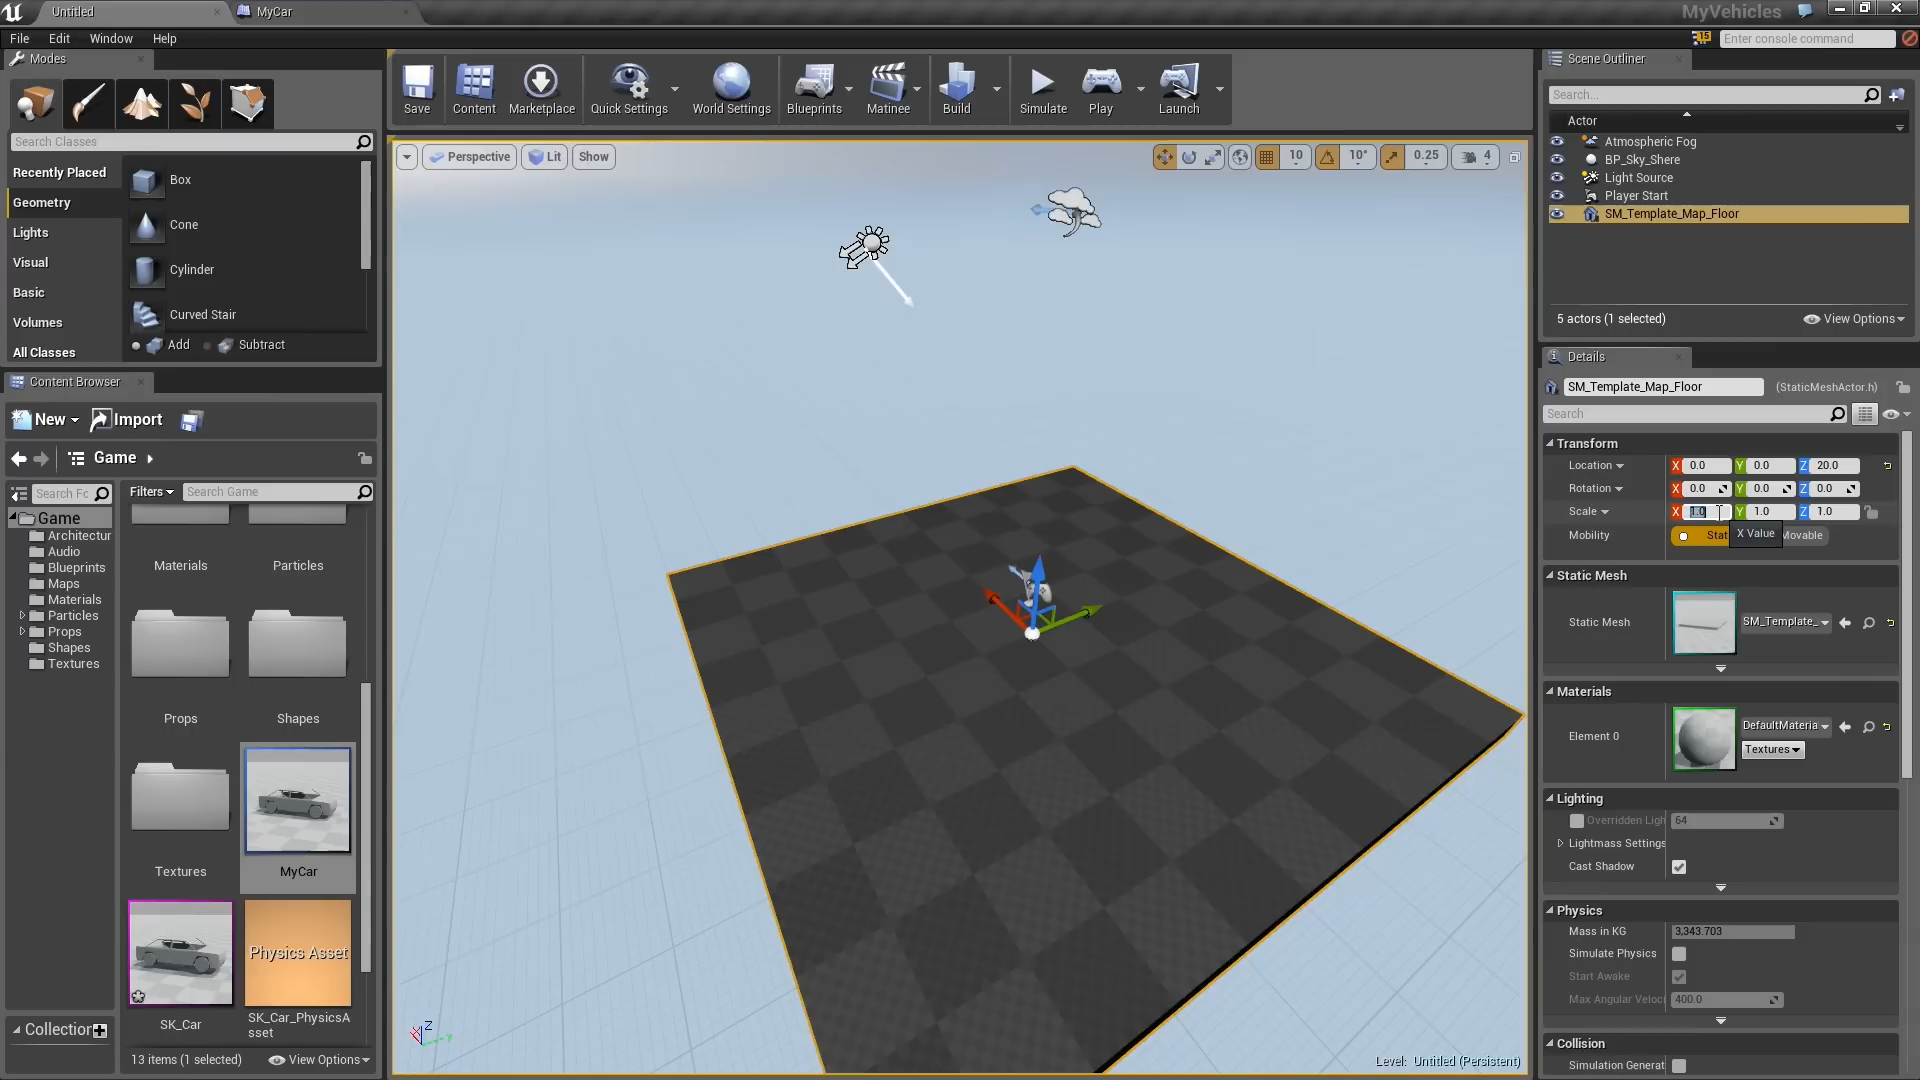 Untitled
MyCar
MyVehicles
File Edit Window Help
15
Enter console command
Modes
Search Classes
Recently Placed
Geometry
Lights
Visual
Basic
Volumes
All Classes
Box
Cone
Cylinder
Curved Stair
Add Subtract
Save
Content
Marketplace
Quick Settings
World Settings
Blueprints
Matinee
Build
Simulate
Play
Launch
Perspective Lit Show
10 10° 0.25 4
Content Browser
New Import
Game
Search Fo
Filters Search Game
Game
Architectur
Audio
Blueprints
Maps
Materials
Particles
Props
Shapes
Textures
Materials Particles
Props Shapes
Textures MyCar
Physics Asset
SK_Car
SK_Car_PhysicsA
sset
Collection
13 items (1 selected) View Options
Z
Y
Level: Untitled (Persistent)
Scene Outliner
Search...
Actor
Atmospheric Fog
BP_Sky_Shere
Light Source
Player Start
SM_Template_Map_Floor
5 actors (1 selected) View Options
Details
SM_Template_Map_Floor (StaticMeshActor.h)
Search
Transform
Location X 0.0 Y 0.0 Z 20.0
Rotation X 0.0 Y 0.0 Z 0.0
Scale X 1.0 Y 1.0 Z 1.0
Mobility Stat Movable
X Value
Static Mesh
Static Mesh SM_Template_
Materials
Element 0 DefaultMateria
Textures
Lighting
Overridden Ligh 64
Lightmass Settings
Cast Shadow
Physics
Mass in KG 3,343.703
Simulate Physics
Start Awake
Max Angular Veloci 400.0
Collision
Simulation Generat